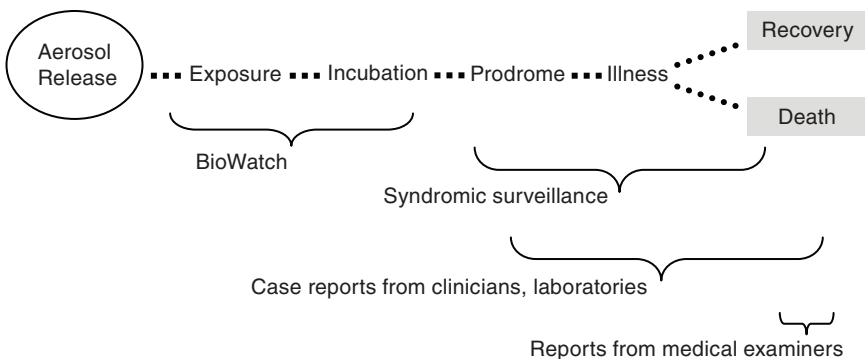 Aerosol
Release
Exposure
Incubation
Prodrome
Illness
Recovery
Death
BioWatch
Syndromic surveillance
Case reports from clinicians, laboratories
Reports from medical examiners